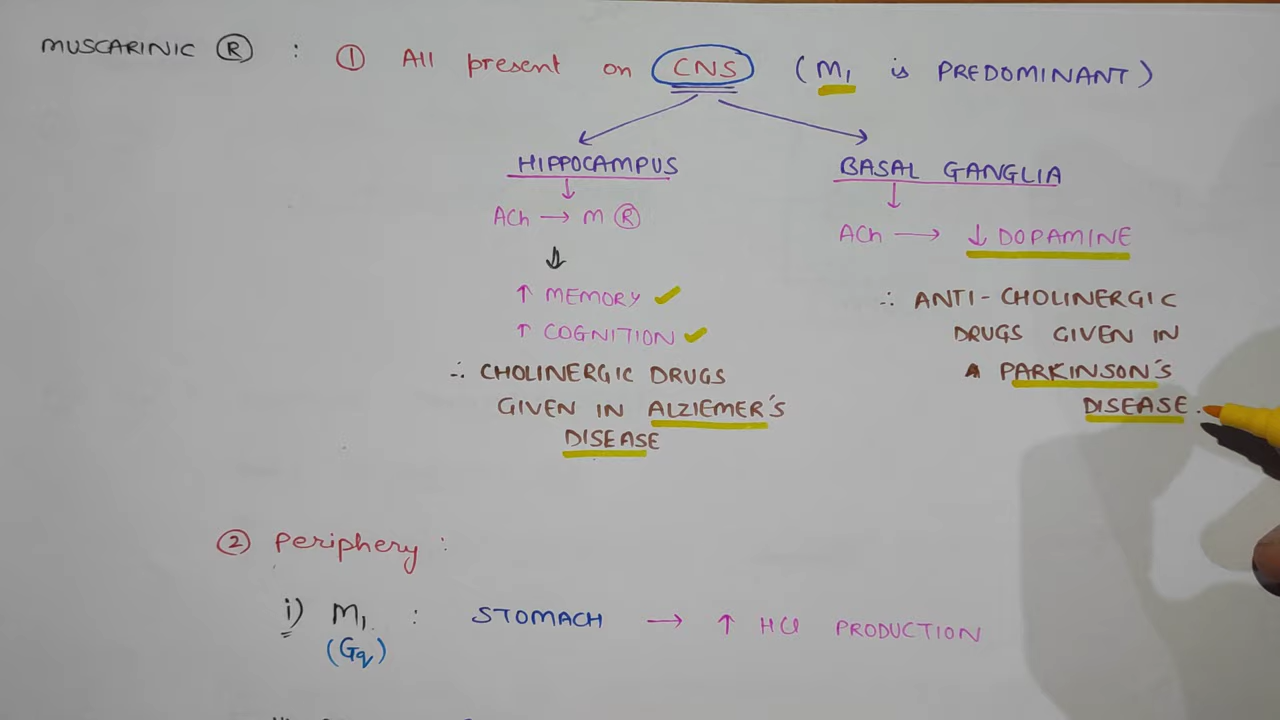 MUSCARINIC Ⓡ : ① All present on CNS (M₁ is PREDOMINANT)
HIPPOCAMPUS
ACh → M Ⓡ
↓
↑ MEMORY ✓
↑ COGNITION ✓
∴ CHOLINERGIC DRUGS
GIVEN IN ALZIEMER'S
DISEASE
BASAL GANGLIA
ACh → ↓ DOPAMINE
∴ ANTI-CHOLINERGIC
DRUGS GIVEN IN
PARKINSON'S
DISEASE.
② Periphery :
i) M₁ : STOMACH → ↑ HCl PRODUCTION
(Gq)